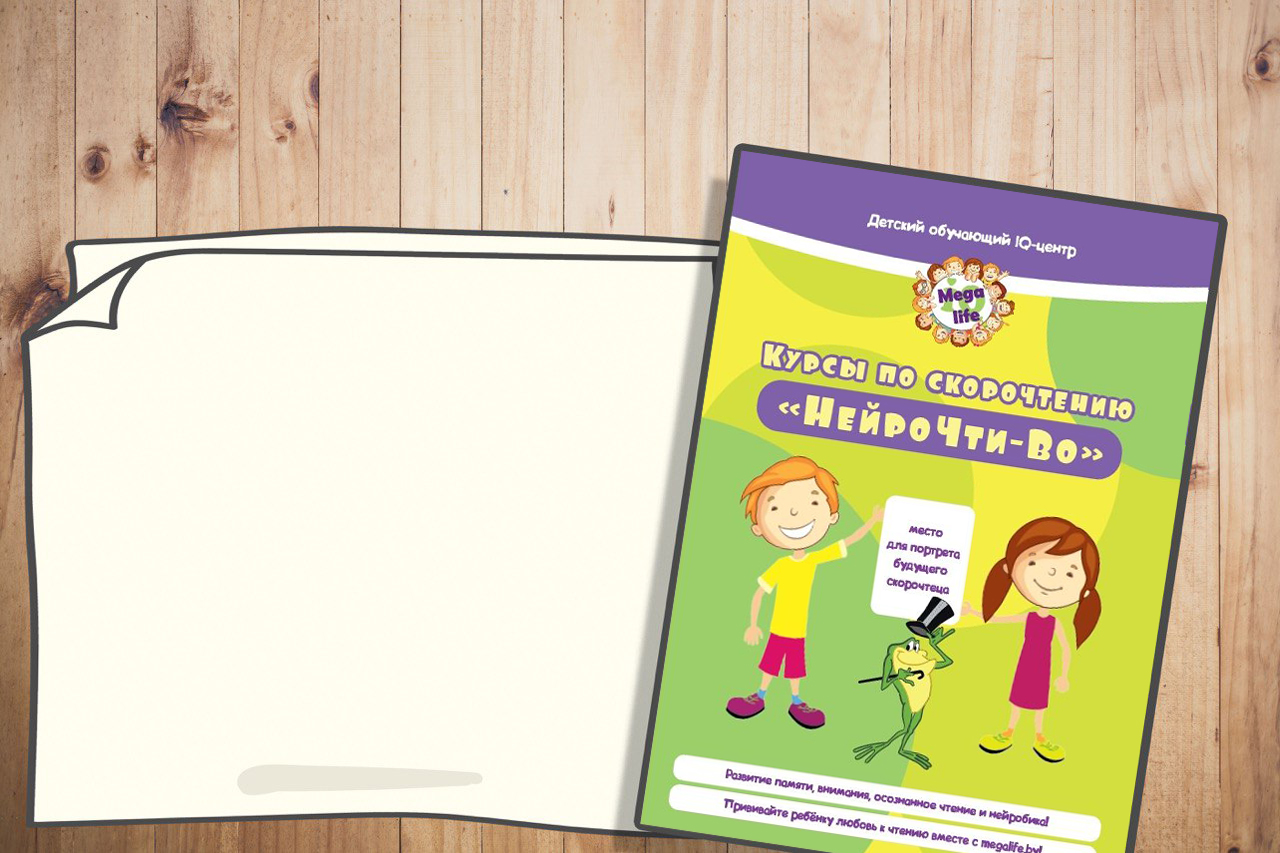 Детский обучающий IQ-центр
Mega
life
Курсы по скорочтению
«НейроЧти-Во»
место
для портрета
будущего
скорочтеца
Развитие памяти, внимания, осознанное чтение и нейробика!
Прививайте ребёнку любовь к чтению вместе с megalife.by!